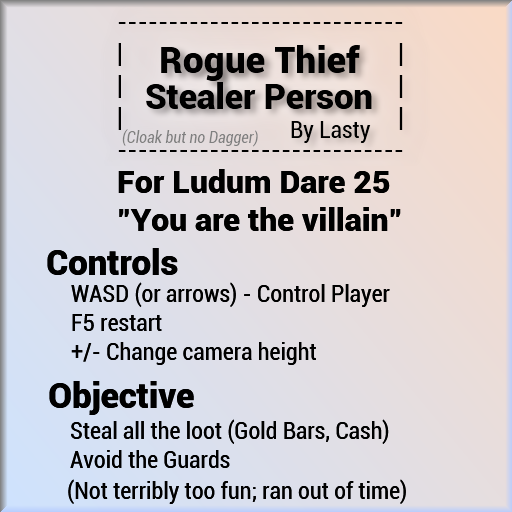 Rogue Thief
Stealer Person
(Cloak but no Dagger) By Lasty
For Ludum Dare 25
"You are the villain"
Controls
WASD (or arrows) - Control Player
F5 restart
+/- Change camera height
Objective
Steal all the loot (Gold Bars, Cash)
Avoid the Guards
(Not terribly too fun; ran out of time)